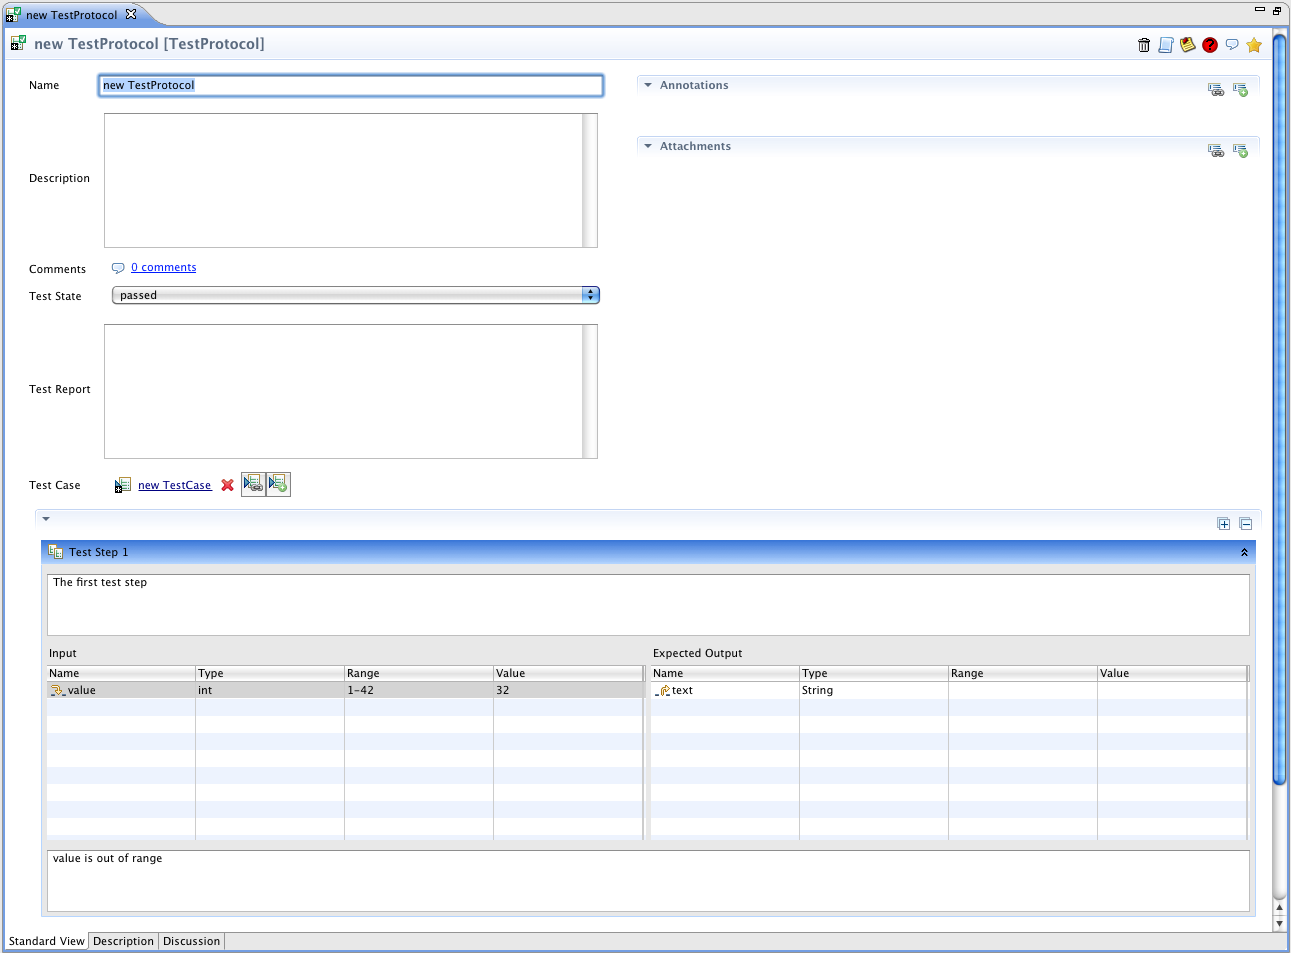 new TestProtocol
new TestProtocol [TestProtocol]
Name
new TestProtocol
Annotations
Attachments
Description
Comments
0 comments
Test State
passed
Test Report
Test Case
new TestCase
Test Step 1
The first test step
Input
Name Type Range Value
value int 1-42 32
Expected Output
Name Type Range Value
text String
value is out of range
Standard View Description Discussion